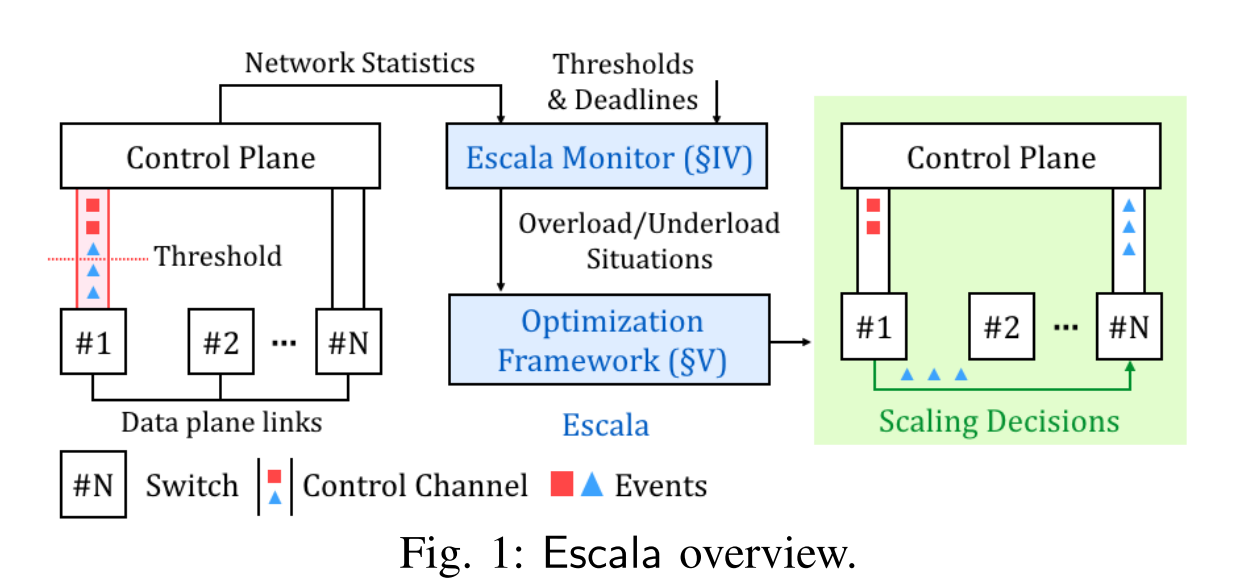 Network Statistics
Thresholds
& Deadlines
Control Plane
Threshold
#1
#2
...
#N
Data plane links
Escala Monitor (§IV)
Overload/Underload
Situations
Optimization
Framework (§V)
Escala
Control Plane
#1
#2
...
#N
Scaling Decisions
#N
Switch
Control Channel
Events
Fig. 1: Escala overview.